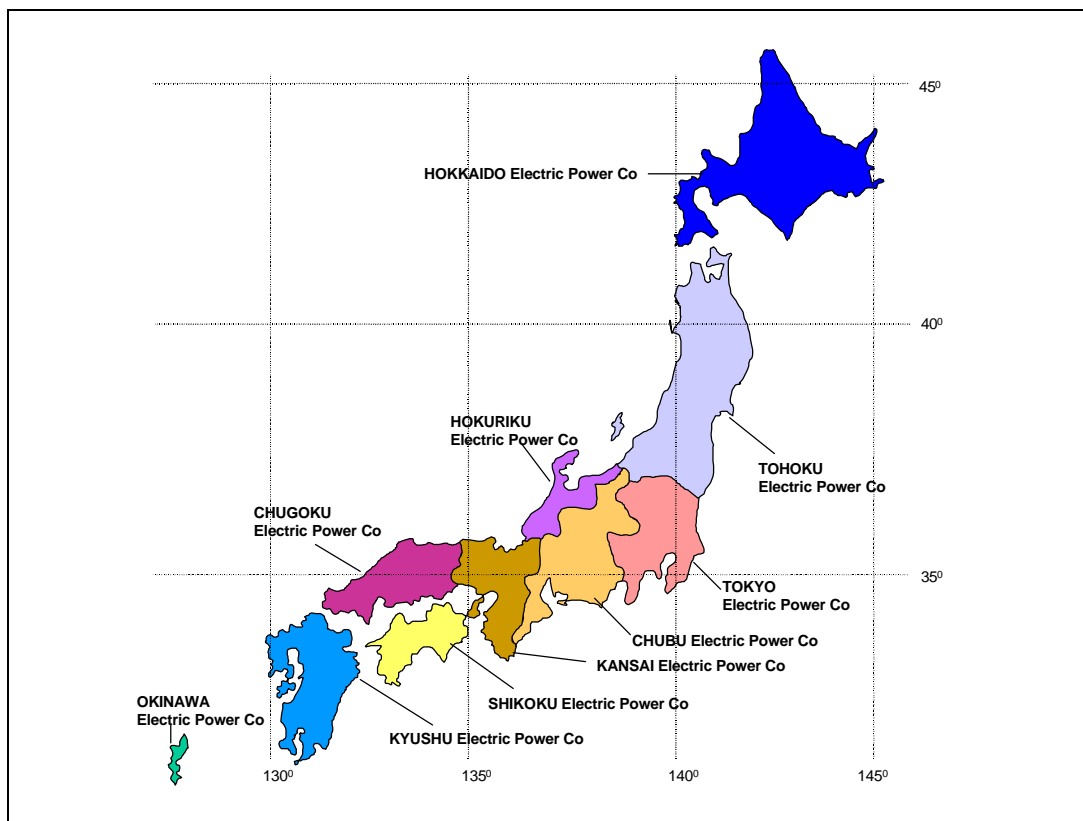 45⁰
HOKKAIDO Electric Power Co
40⁰
HOKURIKU
Electric Power Co
TOHOKU
Electric Power Co
CHUGOKU
Electric Power Co
35⁰
TOKYO
Electric Power Co
CHUBU Electric Power Co
KANSAI Electric Power Co
SHIKOKU Electric Power Co
OKINAWA
Electric Power Co
KYUSHU Electric Power Co
130⁰ 135⁰ 140⁰ 145⁰